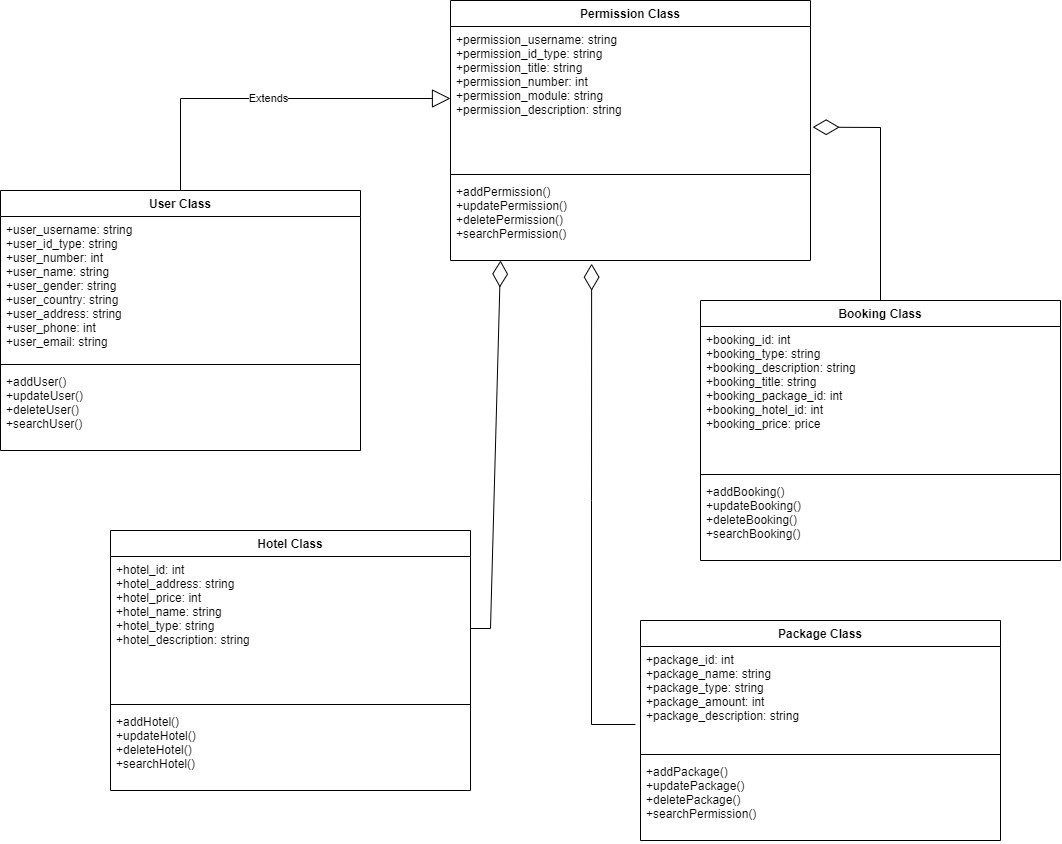 Permission Class
+permission_username: string
+permission_id_type: string
+permission_title: string
+permission_number: int
+permission_module: string
+permission_description: string
+addPermission()
+updatePermission()
+deletePermission()
+searchPermission()
Extends
User Class
+user_username: string
+user_id_type: string
+user_number: int
+user_name: string
+user_gender: string
+user_country: string
+user_address: string
+user_phone: int
+user_email: string
+addUser()
+updateUser()
+deleteUser()
+searchUser()
Booking Class
+booking_id: int
+booking_type: string
+booking_description: string
+booking_title: string
+booking_package_id: int
+booking_hotel_id: int
+booking_price: price
+addBooking()
+updateBooking()
+deleteBooking()
+searchBooking()
Hotel Class
+hotel_id: int
+hotel_address: string
+hotel_price: int
+hotel_name: string
+hotel_type: string
+hotel_description: string
+addHotel()
+updateHotel()
+deleteHotel()
+searchHotel()
Package Class
+package_id: int
+package_name: string
+package_type: string
+package_amount: int
+package_description: string
+addPackage()
+updatePackage()
+deletePackage()
+searchPermission()